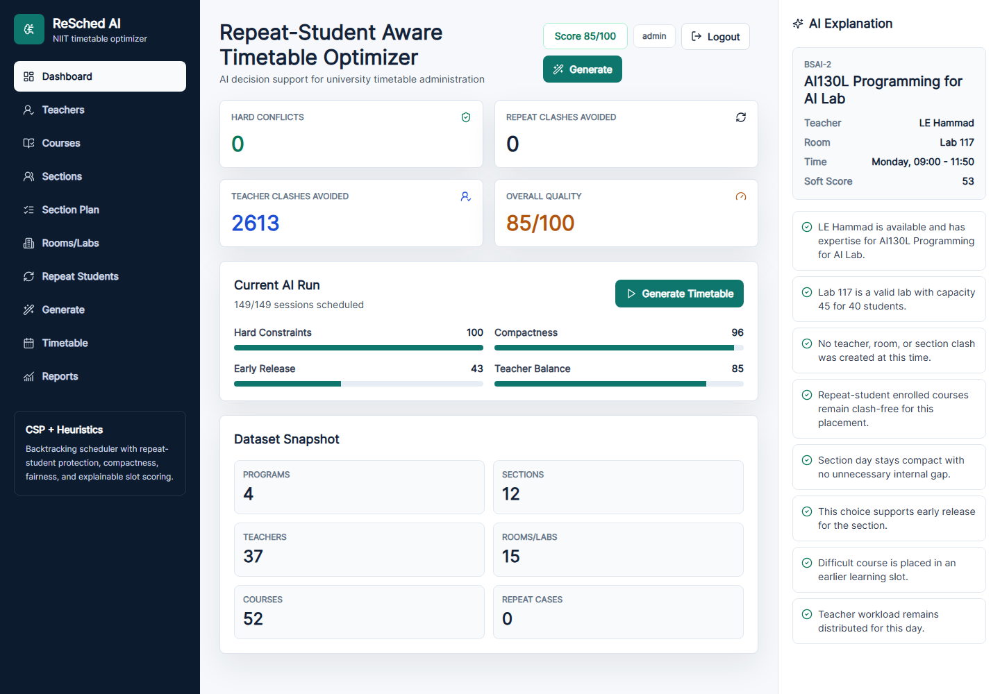 ReSched AI
NIIT timetable optimizer
Dashboard
Teachers
Courses
Sections
Section Plan
Rooms/Labs
Repeat Students
Generate
Timetable
Reports
CSP + Heuristics
Backtracking scheduler with repeat-
student protection, compactness,
fairness, and explainable slot scoring.
Repeat-Student Aware
Timetable Optimizer
AI decision support for university timetable administration
Score 85/100
admin
Logout
Generate
HARD CONFLICTS
0
REPEAT CLASHES AVOIDED
0
TEACHER CLASHES AVOIDED
2613
OVERALL QUALITY
85/100
Current AI Run
149/149 sessions scheduled
Generate Timetable
Hard Constraints 100
Compactness 96
Early Release 43
Teacher Balance 85
Dataset Snapshot
PROGRAMS
4
SECTIONS
12
TEACHERS
37
ROOMS/LABS
15
COURSES
52
REPEAT CASES
0
AI Explanation
BSAI-2
AI130L Programming for
AI Lab
Teacher LE Hammad
Room Lab 117
Time Monday, 09:00 - 11:50
Soft Score 53
LE Hammad is available and has
expertise for AI130L Programming
for AI Lab.
Lab 117 is a valid lab with capacity
45 for 40 students.
No teacher, room, or section clash
was created at this time.
Repeat-student enrolled courses
remain clash-free for this
placement.
Section day stays compact with
no unnecessary internal gap.
This choice supports early release
for the section.
Difficult course is placed in an
earlier learning slot.
Teacher workload remains
distributed for this day.